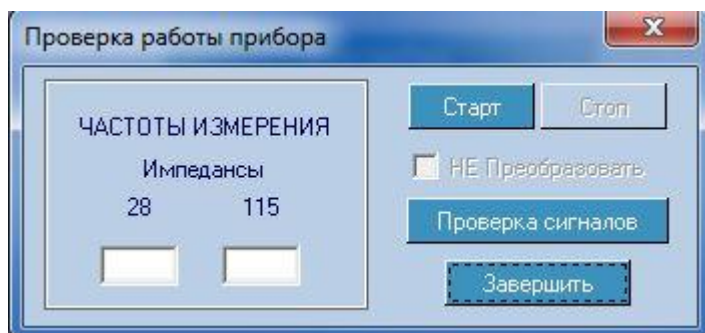 Проверка работы прибора
ЧАСТОТЫ ИЗМЕРЕНИЯ
Импедансы
28 115
Старт Стоп
НЕ Преобразовать
Проверка сигналов
Завершить